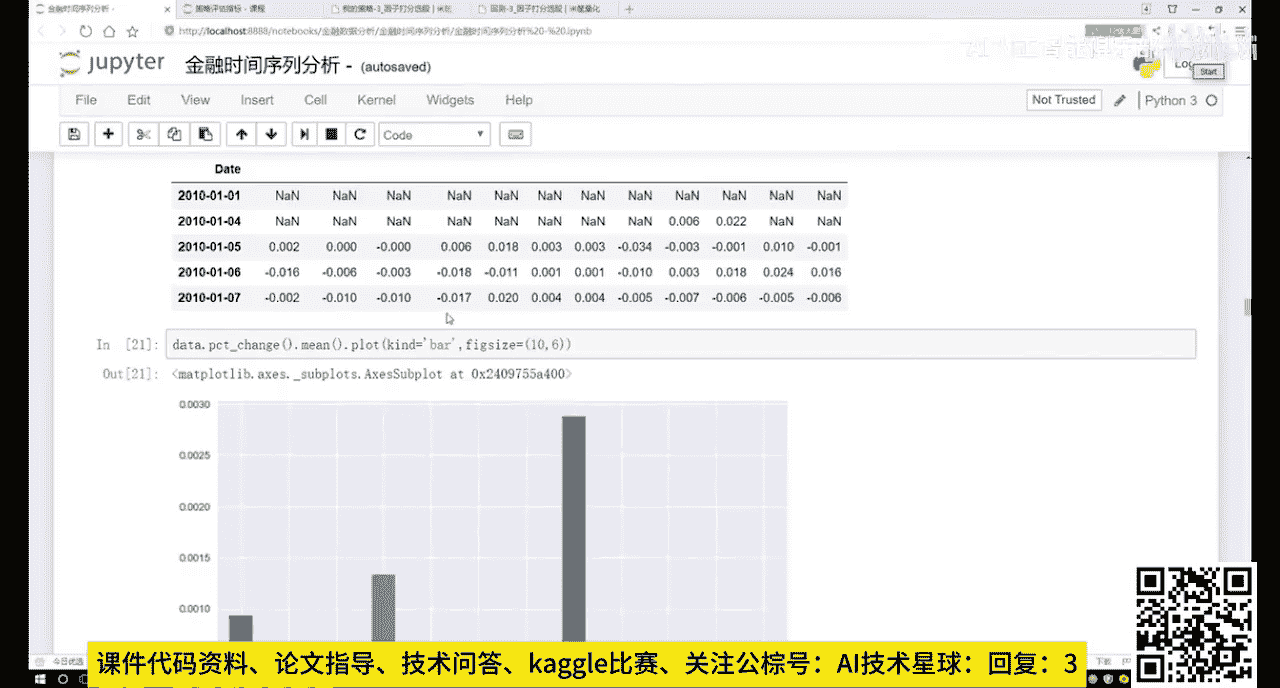 金融时间序列分析 -
策略评估指标 - 课程
我的策略-3_因子打分选股 | 米筐
回测-3_因子打分选股 | 米筐量化
4
http://localhost:8888/notebooks/金融数据分析/金融时间序列分析/金融时间序列分析%20-%20.ipynb
jupyter 金融时间序列分析 - (autosaved)
Start
File Edit View Insert Cell Kernel Widgets Help
Not Trusted
Python 3
Code
Date
2010-01-01 NaN NaN NaN NaN NaN NaN NaN NaN NaN NaN NaN NaN
2010-01-04 NaN NaN NaN NaN NaN NaN NaN NaN 0.006 0.022 NaN NaN
2010-01-05 0.002 0.000 -0.000 0.006 0.018 0.003 0.003 -0.034 -0.003 -0.001 0.010 -0.001
2010-01-06 -0.016 -0.006 -0.003 -0.018 -0.011 0.001 0.001 -0.010 0.003 0.018 0.024 0.016
2010-01-07 -0.002 -0.010 -0.010 -0.017 0.020 0.004 0.004 -0.005 -0.007 -0.006 -0.005 -0.006
In [21]: data.pct_change().mean().plot(kind='bar',figsize=(10,6))
Out[21]: <matplotlib.axes._subplots.AxesSubplot at 0x2409755a400>
0.0030
0.0025
0.0020
0.0015
0.0010
今日优选
下载
课件代码资料、论文指导、技术问答、kaggle比赛、关注公棕号：AI技术星球：回复：3